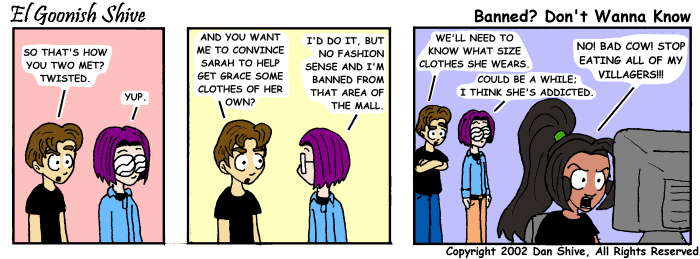 El Goonish Shive
Banned? Don't Wanna Know
SO THAT'S HOW
YOU TWO MET?
TWISTED.
YUP.
AND YOU WANT
ME TO CONVINCE
SARAH TO HELP
GET GRACE SOME
CLOTHES OF HER
OWN?
I'D DO IT, BUT
NO FASHION
SENSE AND I'M
BANNED FROM
THAT AREA OF
THE MALL.
WE'LL NEED TO
KNOW WHAT SIZE
CLOTHES SHE WEARS.
COULD BE A WHILE;
I THINK SHE'S ADDICTED.
NO! BAD COW! STOP
EATING ALL OF MY
VILLAGERS!!!
Copyright 2002 Dan Shive, All Rights Reserved